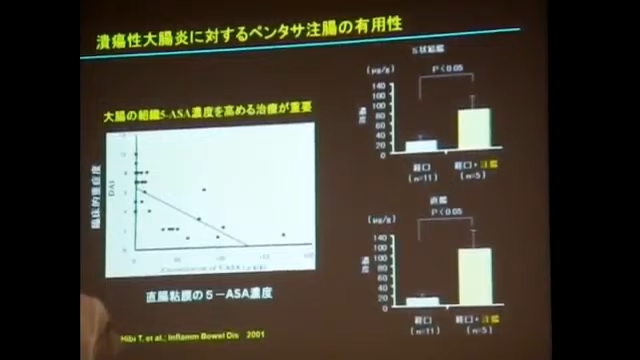 潰瘍性大腸炎に対するペンタサ注腸の有用性
大腸の組織5-ASA濃度を高める治療が重要
臨床的重症度
DAI
直腸粘膜の5-ASA濃度
Hibi T, et al.; Inflamm Bowel Dis 2001
S状結腸
(μg/g)
P<0.05
濃度
140
120
100
80
60
40
20
0
経口
(n=11)
経口+注腸
(n=5)
直腸
(μg/g)
P<0.05
濃度
140
120
100
80
60
40
20
0
経口
(n=11)
経口+注腸
(n=5)